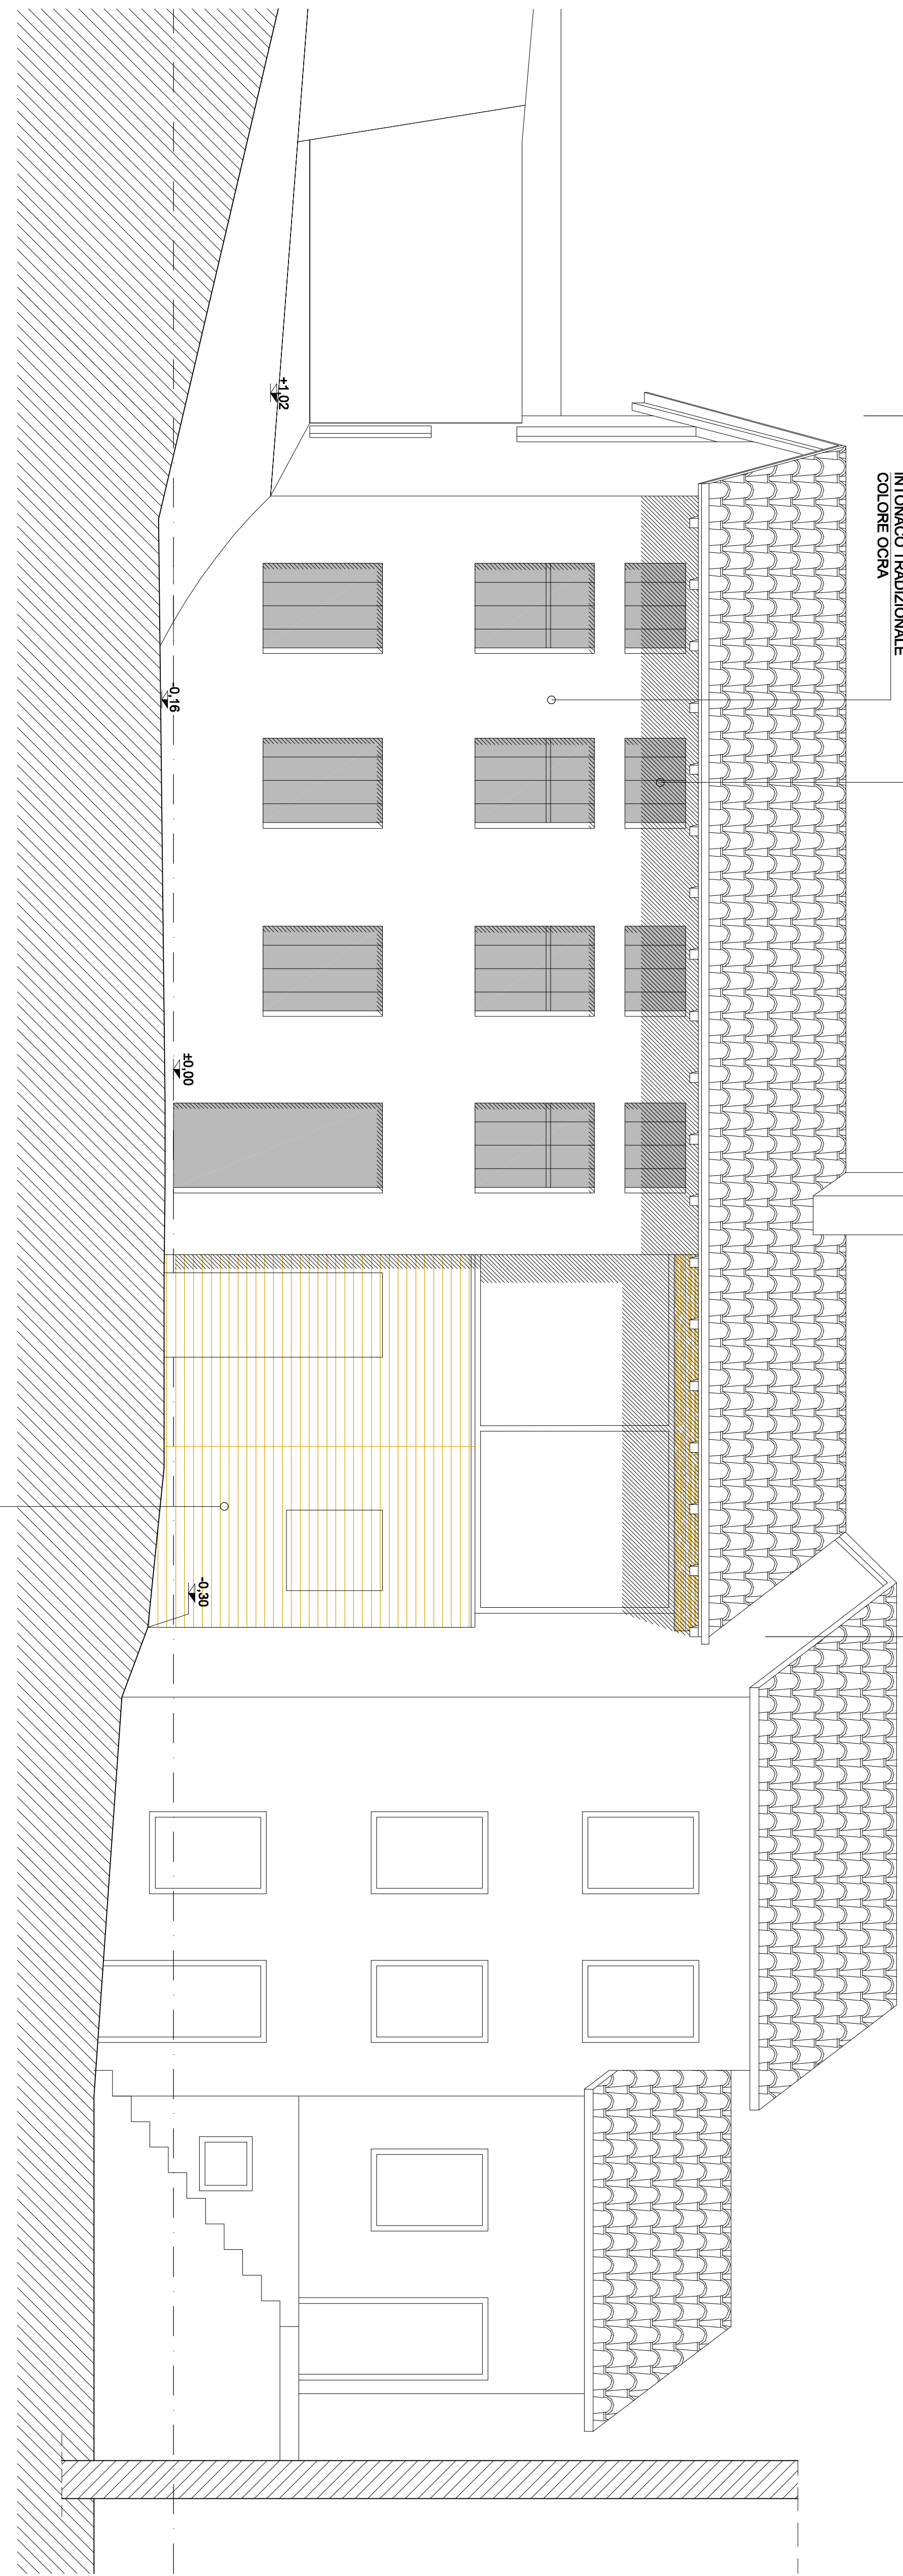 INTONACO TRADIZIONALE
COLORE OCRA
+1,02
-0,16
±0,00
-0,30